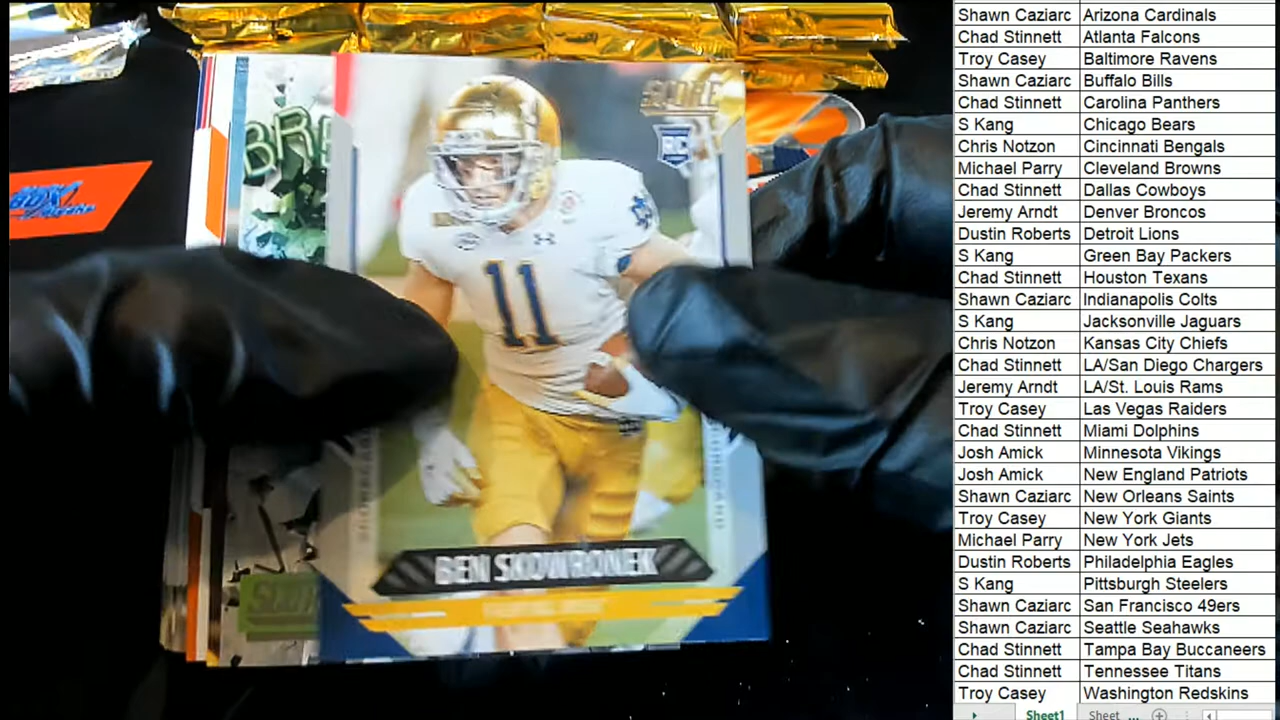 SCORE
RC
BRE
BOX
11
BEN SKOWRONEK
Shawn Caziarc Arizona Cardinals
Chad Stinnett Atlanta Falcons
Troy Casey Baltimore Ravens
Shawn Caziarc Buffalo Bills
Chad Stinnett Carolina Panthers
S Kang Chicago Bears
Chris Notzon Cincinnati Bengals
Michael Parry Cleveland Browns
Chad Stinnett Dallas Cowboys
Jeremy Arndt Denver Broncos
Dustin Roberts Detroit Lions
S Kang Green Bay Packers
Chad Stinnett Houston Texans
Shawn Caziarc Indianapolis Colts
S Kang Jacksonville Jaguars
Chris Notzon Kansas City Chiefs
Chad Stinnett LA/San Diego Chargers
Jeremy Arndt LA/St. Louis Rams
Troy Casey Las Vegas Raiders
Chad Stinnett Miami Dolphins
Josh Amick Minnesota Vikings
Josh Amick New England Patriots
Shawn Caziarc New Orleans Saints
Troy Casey New York Giants
Michael Parry New York Jets
Dustin Roberts Philadelphia Eagles
S Kang Pittsburgh Steelers
Shawn Caziarc San Francisco 49ers
Shawn Caziarc Seattle Seahawks
Chad Stinnett Tampa Bay Buccaneers
Chad Stinnett Tennessee Titans
Troy Casey Washington Redskins
Sheet1 Sheet ...